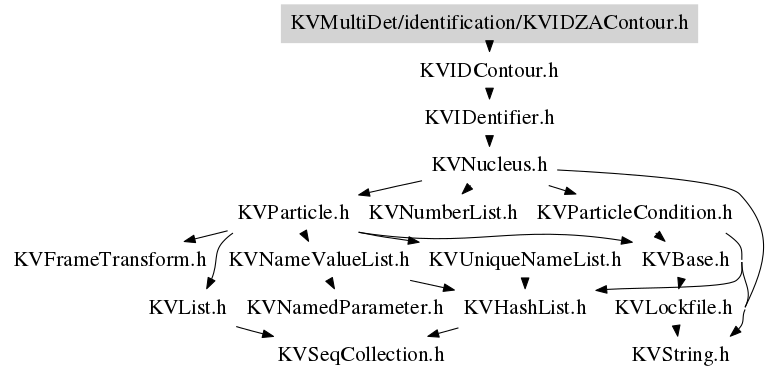 KVMultiDet/identification/KVIDZAContour.h
KVIDContour.h
KVIDentifier.h
KVNucleus.h
KVParticle.h KVNumberList.h KVParticleCondition.h
KVFrameTransform.h KVNameValueList.h KVUniqueNameList.h KVBase.h
KVList.h KVNamedParameter.h KVHashList.h KVLockfile.h
KVSeqCollection.h KVString.h